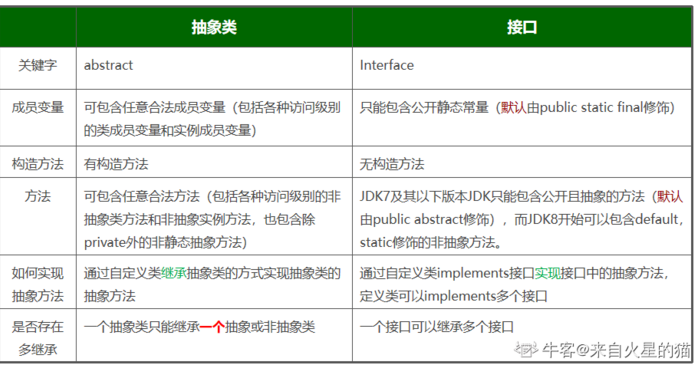 抽象类 接口
关键字 abstract Interface
成员变量 可包含任意合法成员变量（包括各种访问级别 只能包含公开静态常量（默认由public static final修饰）
的类成员变量和实例成员变量）
构造方法 有构造方法 无构造方法
方法 可包含任意合法方法（包括各种访问级别的非 JDK7及其以下版本JDK只能包含公开且抽象的方法（默认
抽象类方法和非抽象实例方法，也包含除 由public abstract修饰），而JDK8开始可以包含default，
private外的非静态抽象方法） static修饰的非抽象方法。
如何实现 通过自定义类继承抽象类的方式实现抽象类的 通过自定义类implements接口实现接口中的抽象方法，
抽象方法 抽象方法 定义类可以implements多个接口
是否存在 一个抽象类只能继承一个抽象或非抽象类 一个接口可以继承多个接口
多继承
牛客@来自火星的猫